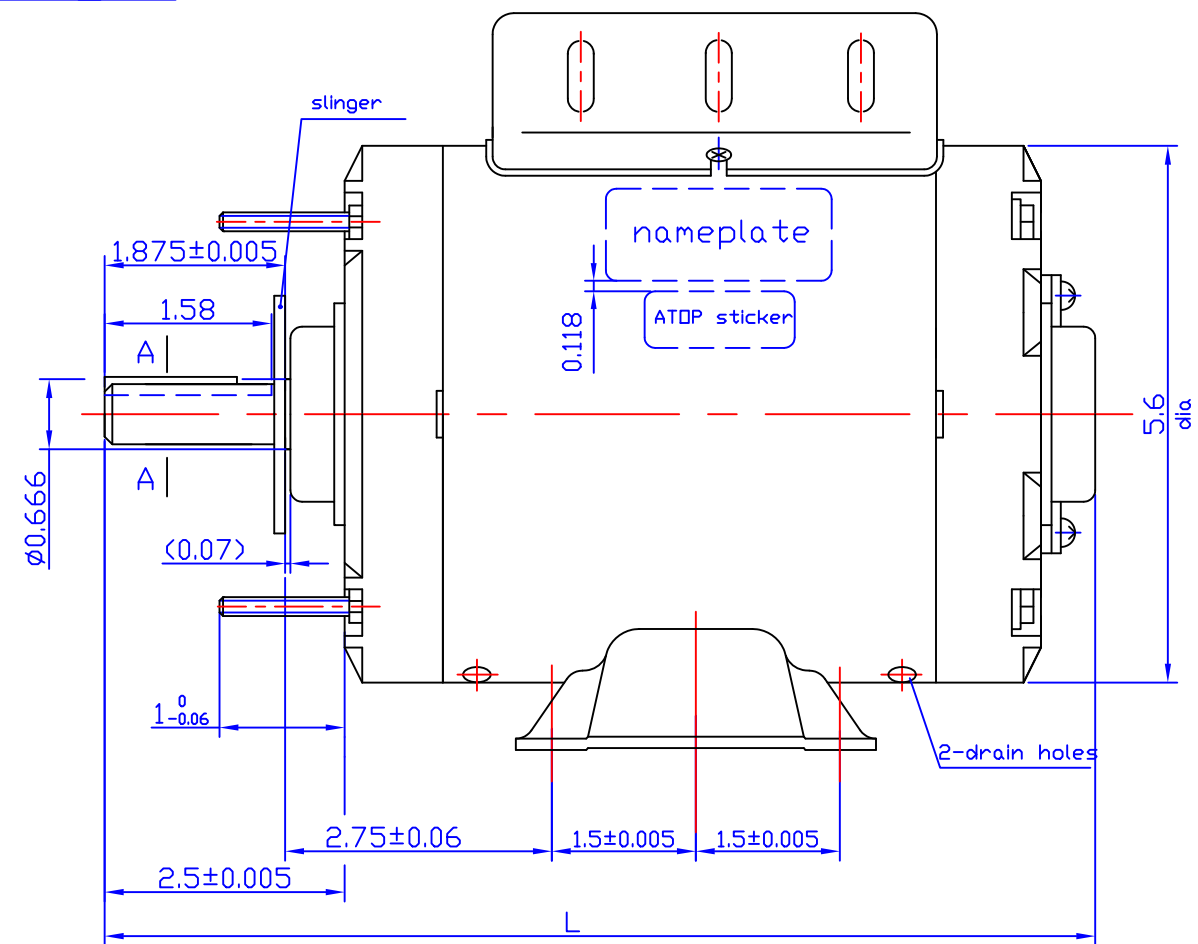 slinger
1.875±0.005
nameplate
1.58
ATOP sticker
0.118
A
5.6
dia
A
Ø0.666
(0.07)
1 0 -0.06
2-drain holes
2.75±0.06
1.5±0.005
1.5±0.005
2.5±0.005
L